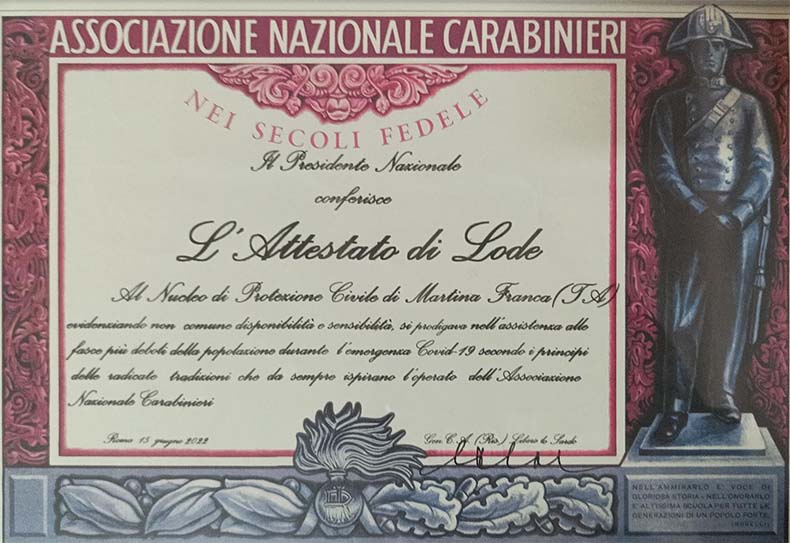 ASSOCIAZIONE NAZIONALE CARABINIERI
NEI SECOLI FEDELE
Il Presidente Nazionale
conferisce
L'Attestato di Lode
Al Nucleo di Protezione Civile di Martina Franca (TA)
evidenziando non comune disponibilità e sensibilità, si prodigava nell'assistenza alle
fasce più deboli della popolazione durante l'emergenza Covid-19 secondo i principi
delle radicate tradizioni che da sempre ispirano l'operato dell'Associazione
Nazionale Carabinieri
Roma 15 giugno 2022
Gen. C. A. (Ris) Libero lo Sardo
NELL'AMMIRARLO E' VOCE DI
GLORIOSA STORIA - NELL'ONORARLO
E' ALTISSIMA SCUOLA PER TUTTE LE
GENERAZIONI DI UN POPOLO FORTE.
(BORELLI)